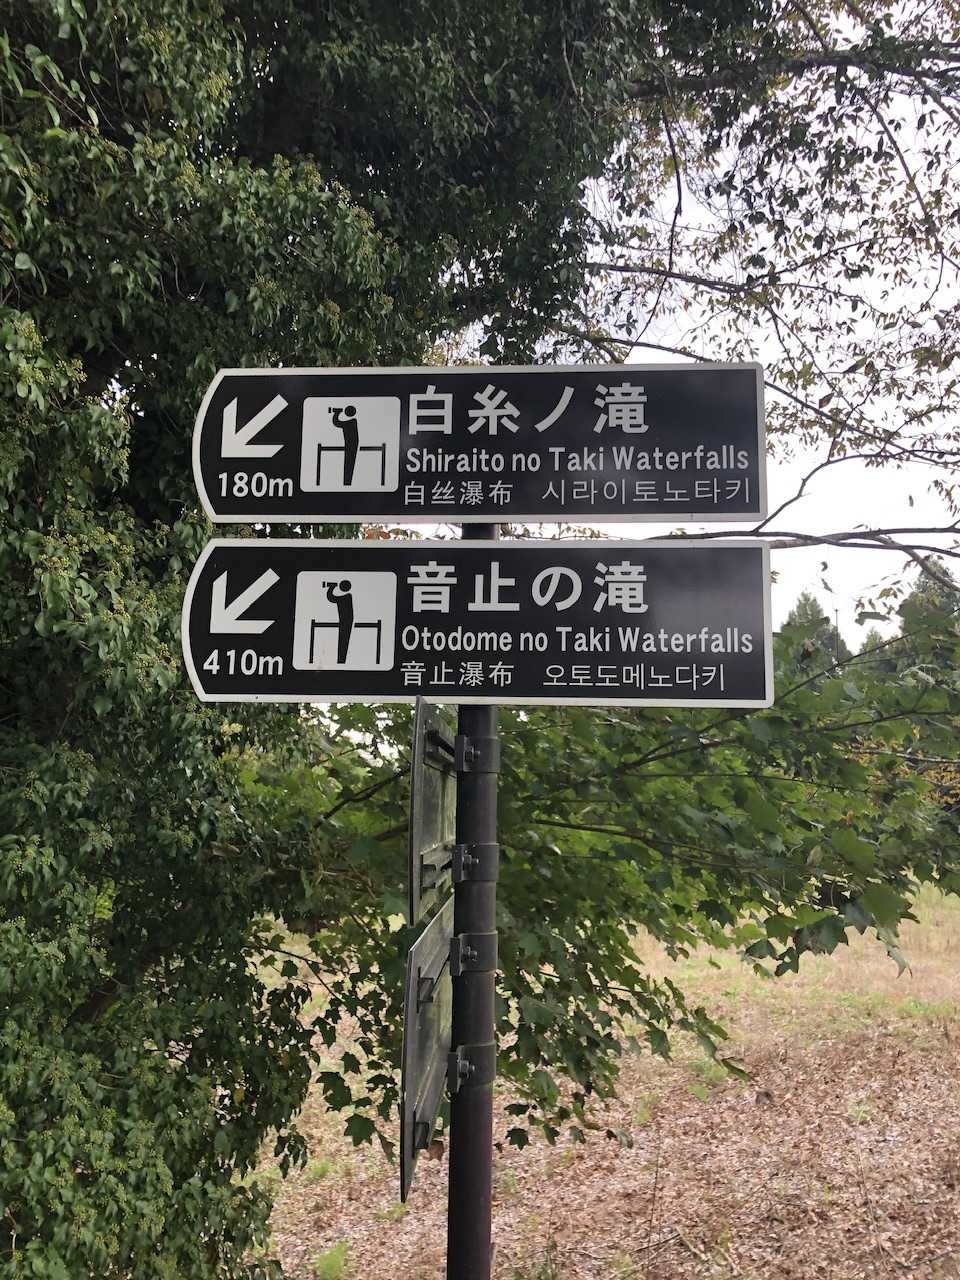 白糸ノ滝
Shiraito no Taki Waterfalls
180m
白丝瀑布 시라이토노타키
音止の滝
Otodome no Taki Waterfalls
410m
音止瀑布 오토도메노다키